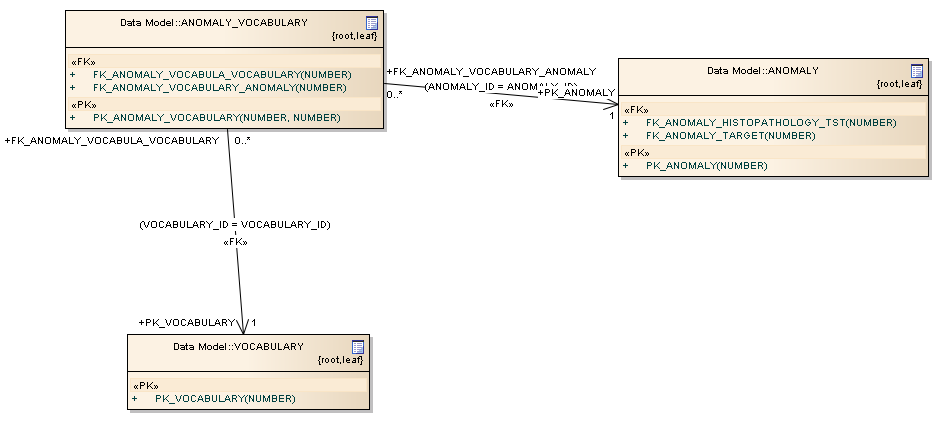 Data Model::ANOMALY_VOCABULARY
{root,leaf}
«FK»
+ FK_ANOMALY_VOCABULA_VOCABULARY(NUMBER)
+ FK_ANOMALY_VOCABULARY_ANOMALY(NUMBER)
«PK»
+ PK_ANOMALY_VOCABULARY(NUMBER, NUMBER)
+FK_ANOMALY_VOCABULARY_ANOMALY
(ANOMALY_ID = ANOMALY_ID)
0..*
«FK»
+PK_ANOMALY
1
Data Model::ANOMALY
{root,leaf}
«FK»
+ FK_ANOMALY_HISTOPATHOLOGY_TST(NUMBER)
+ FK_ANOMALY_TARGET(NUMBER)
«PK»
+ PK_ANOMALY(NUMBER)
+FK_ANOMALY_VOCABULA_VOCABULARY 0..*
(VOCABULARY_ID = VOCABULARY_ID)
«FK»
+PK_VOCABULARY 1
Data Model::VOCABULARY
{root,leaf}
«PK»
+ PK_VOCABULARY(NUMBER)